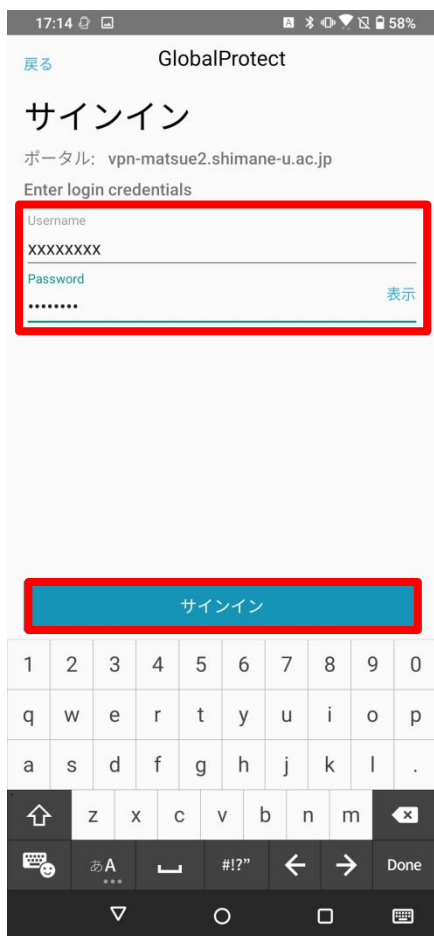 17:14 58%
戻る GlobalProtect
サインイン
ポータル: vpn-matsue2.shimane-u.ac.jp
Enter login credentials
Username
xxxxxxxx
Password
•••••••• 表示
サインイン
1 2 3 4 5 6 7 8 9 0
q w e r t y u i o p
a s d f g h j k l .
z x c v b n m
あA #!?" Done